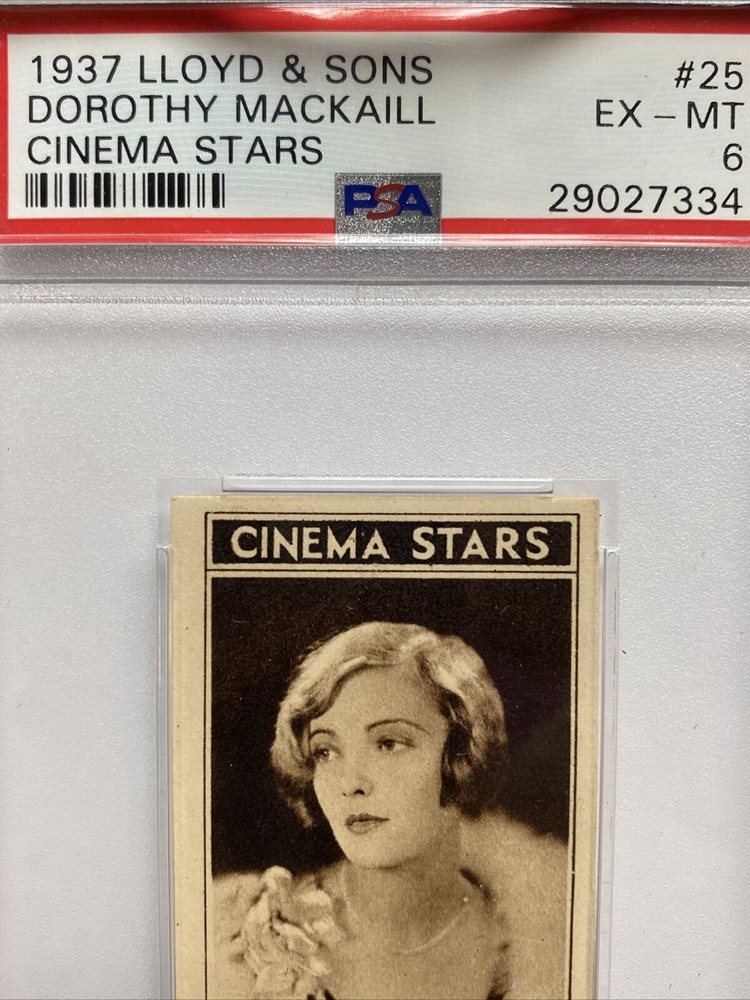 1937 LLOYD & SONS #25
DOROTHY MACKAILL EX - MT
CINEMA STARS 6
PSA 29027334
CINEMA STARS